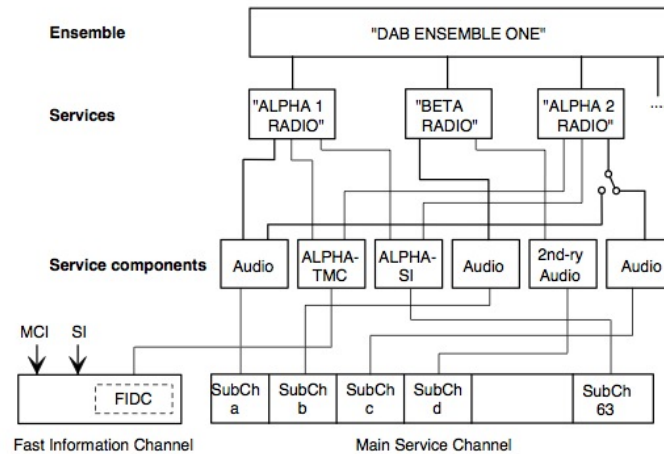 Ensemble
"DAB ENSEMBLE ONE"
Services
"ALPHA 1
RADIO"
"BETA
RADIO"
"ALPHA 2
RADIO"
....
Service components
Audio
ALPHA-
TMC
ALPHA-
SI
Audio
2nd-ry
Audio
Audio
MCI
SI
FIDC
SubCh
a
SubCh
b
SubCh
c
SubCh
d
SubCh
63
Fast Information Channel
Main Service Channel